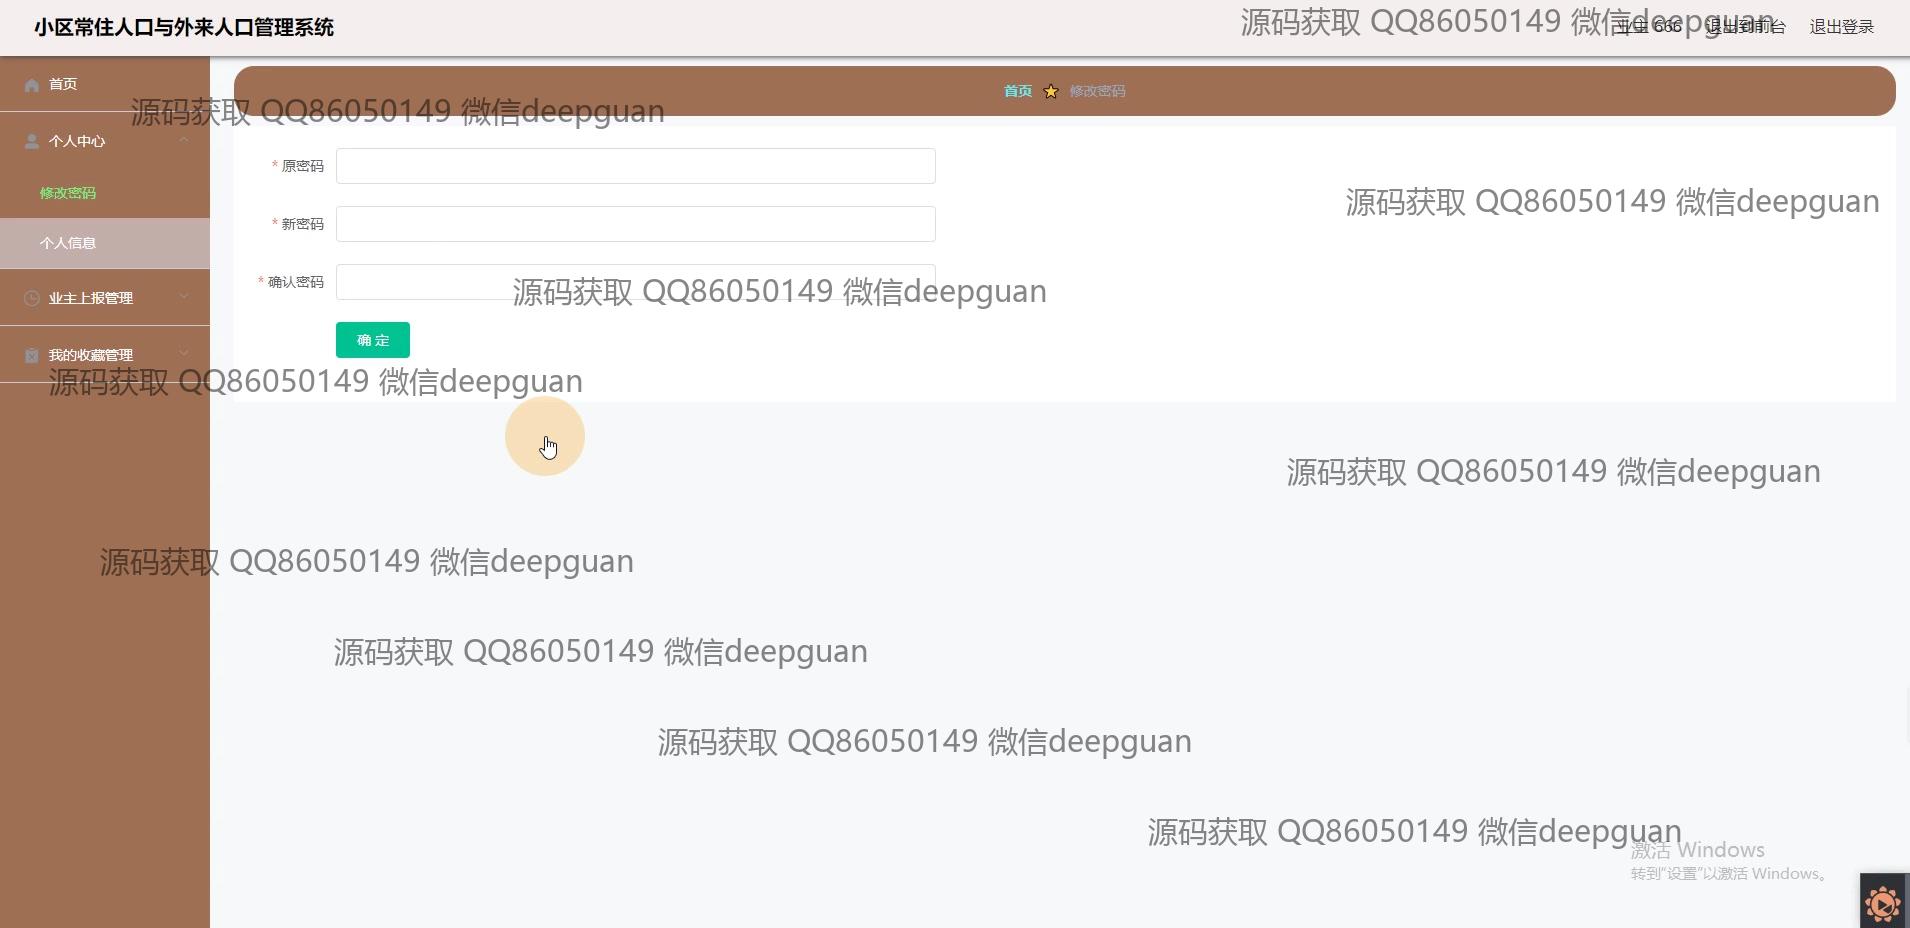 小区常住人口与外来人口管理系统
源码获取 QQ86050149 微信deepguan
业主 666 退出到前台 退出登录
首页
首页 修改密码
源码获取 QQ86050149 微信deepguan
个人中心
* 原密码
修改密码
源码获取 QQ86050149 微信deepguan
* 新密码
个人信息
* 确认密码
源码获取 QQ86050149 微信deepguan
业主上报管理
确 定
我的收藏管理
源码获取 QQ86050149 微信deepguan
源码获取 QQ86050149 微信deepguan
源码获取 QQ86050149 微信deepguan
源码获取 QQ86050149 微信deepguan
源码获取 QQ86050149 微信deepguan
源码获取 QQ86050149 微信deepguan
激活 Windows
转到“设置”以激活 Windows。